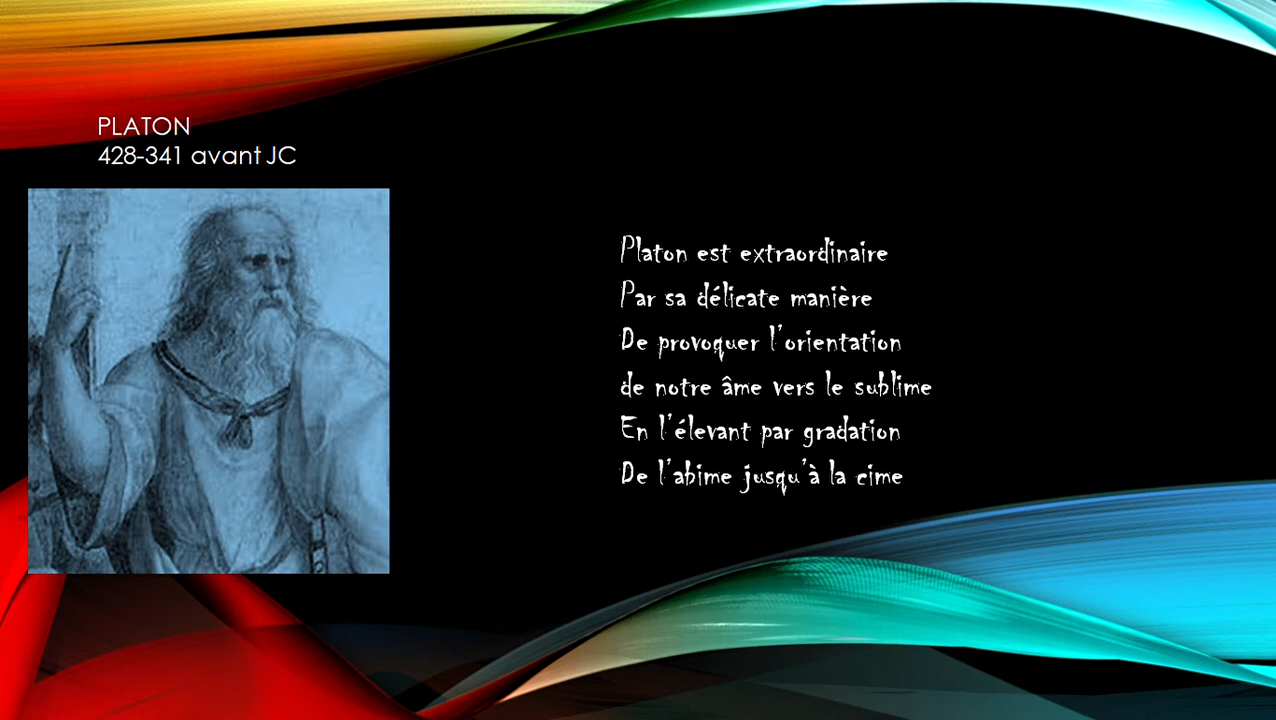 PLATON
428-341 avant JC
Platon est extraordinaire
Par sa délicate manière
De provoquer l'orientation
de notre âme vers le sublime
En l'élevant par gradation
De l'abime jusqu'à la cime